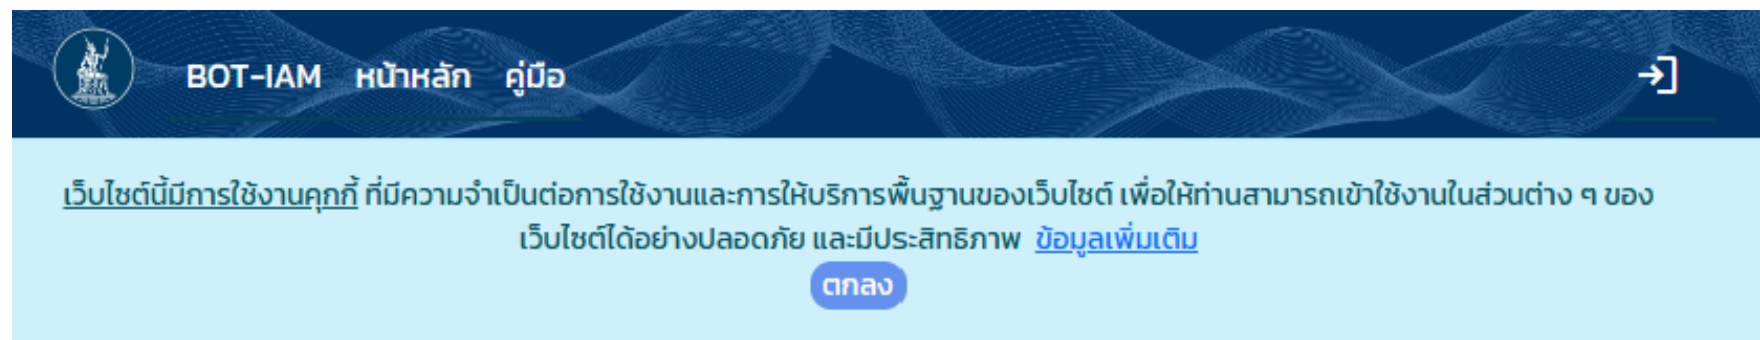 BOT-IAM หน้าหลัก คู่มือ
เว็บไซต์นี้มีการใช้งานคุกกี้ ที่มีความจำเป็นต่อการใช้งานและการให้บริการพื้นฐานของเว็บไซต์ เพื่อให้ท่านสามารถเข้าใช้งานในส่วนต่าง ๆ ของ
เว็บไซต์ได้อย่างปลอดภัย และมีประสิทธิภาพ ข้อมูลเพิ่มเติม
ตกลง